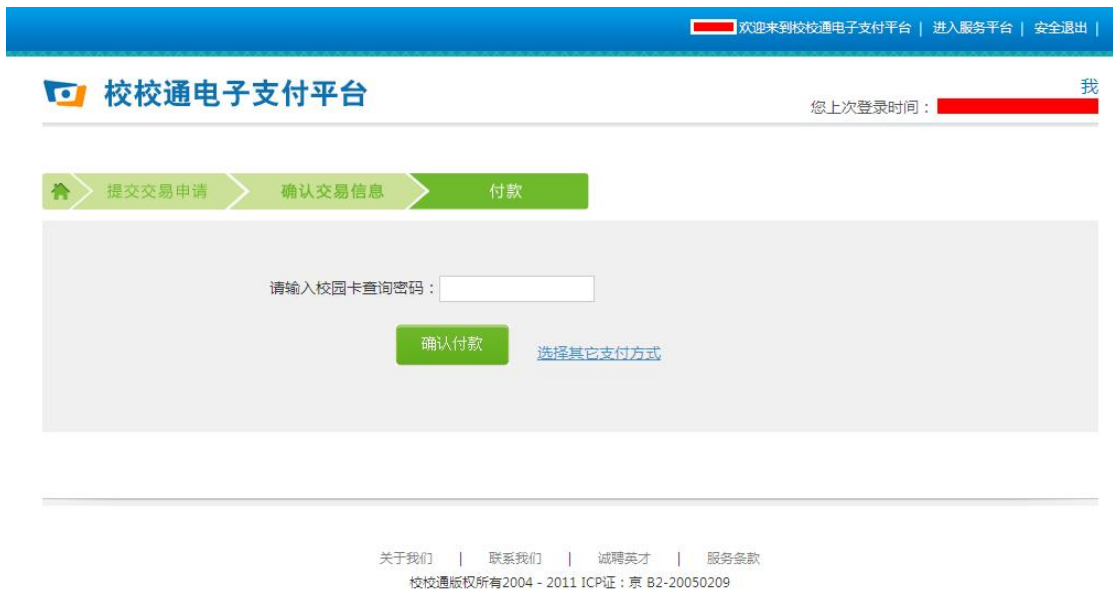 欢迎来到校校通电子支付平台 | 进入服务平台 | 安全退出 |
校校通电子支付平台
我
您上次登录时间：
提交交易申请 确认交易信息 付款
请输入校园卡查询密码：
确认付款 选择其它支付方式
关于我们 | 联系我们 | 诚聘英才 | 服务条款
校校通版权所有2004 - 2011 ICP证：京 B2-20050209